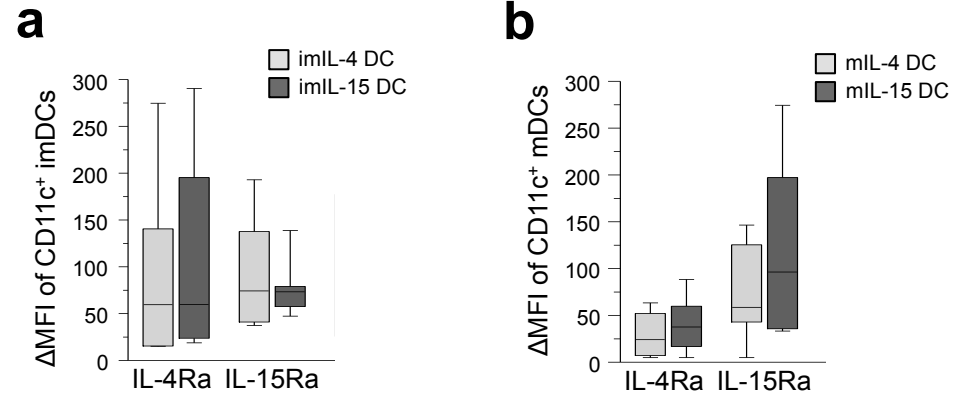 a
imIL-4 DC
imIL-15 DC
ΔMFI of CD11c⁺ imDCs
300
250
200
150
100
50
0
IL-4Ra IL-15Ra
b
mIL-4 DC
mIL-15 DC
ΔMFI of CD11c⁺ mDCs
300
250
200
150
100
50
0
IL-4Ra IL-15Ra